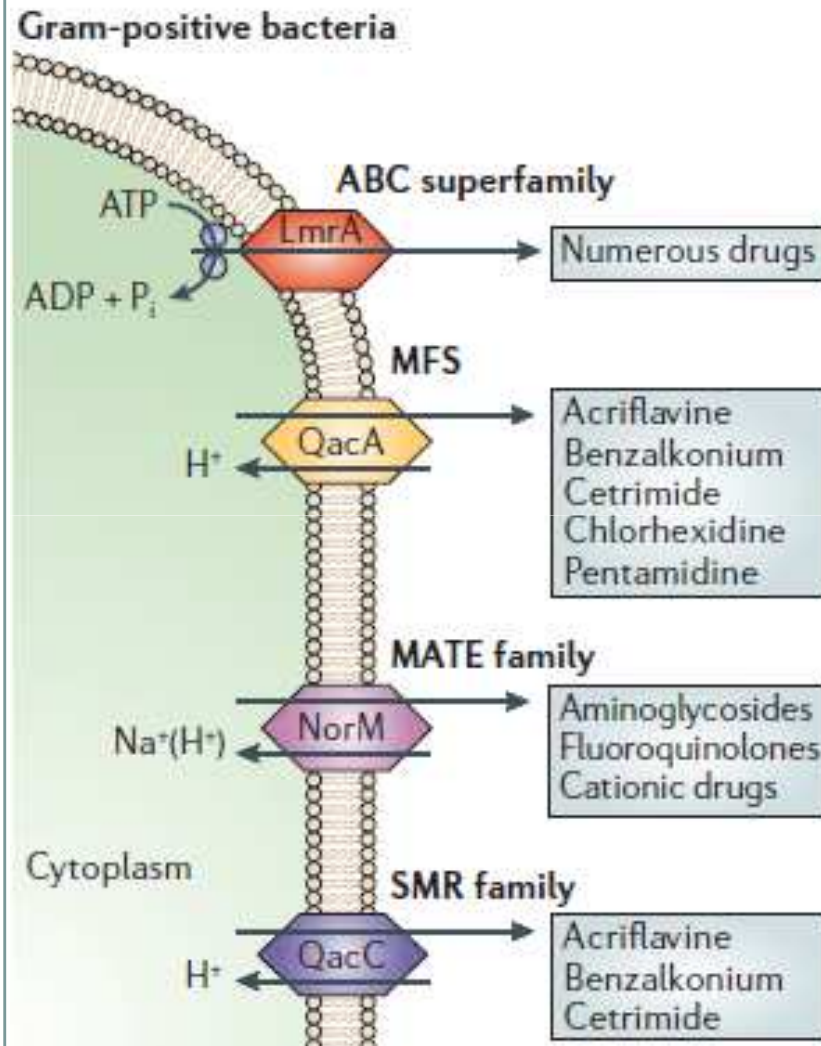 Gram-positive bacteria
ABC superfamily
ATP
LmrA
Numerous drugs
ADP + Pᵢ
MFS
QacA
H⁺
Acriflavine
Benzalkonium
Cetrimide
Chlorhexidine
Pentamidine
MATE family
NorM
Na⁺(H⁺)
Aminoglycosides
Fluoroquinolones
Cationic drugs
Cytoplasm
SMR family
QacC
H⁺
Acriflavine
Benzalkonium
Cetrimide